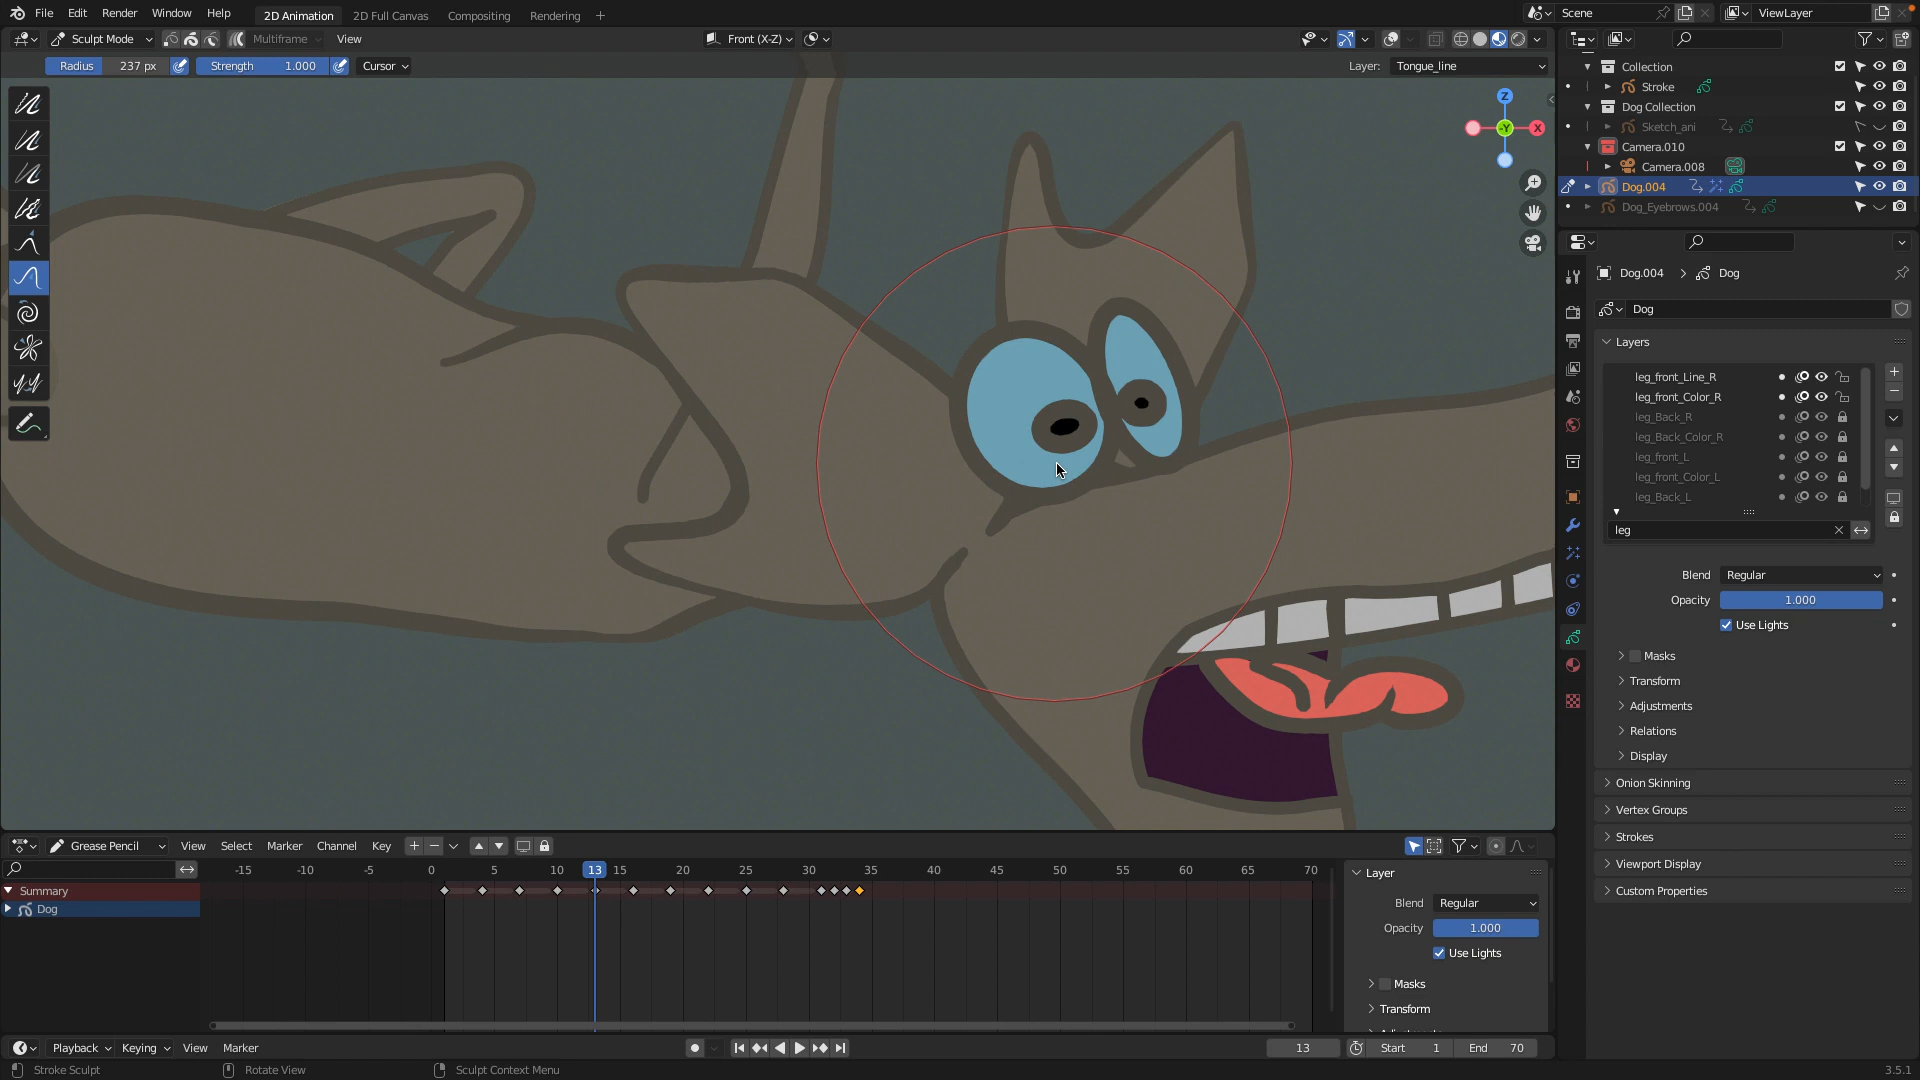 File Edit Render Window Help 2D Animation 2D Full Canvas Compositing Rendering + Scene ViewLayer
Sculpt Mode Multiframe View Front (X-Z)
Radius 237 px Strength 1.000 Cursor Layer: Tongue_line
Z
-Y X
Collection
Stroke
Dog Collection
Sketch_ani
Camera.010
Camera.008
Dog.004
Dog_Eyebrows.004
Dog.004 > Dog
Dog
Layers
leg_front_Line_R
leg_front_Color_R
leg_Back_R
leg_Back_Color_R
leg_front_L
leg_front_Color_L
leg_Back_L
leg
Blend Regular
Opacity 1.000
Use Lights
Masks
Transform
Adjustments
Relations
Display
Onion Skinning
Vertex Groups
Strokes
Viewport Display
Custom Properties
Grease Pencil View Select Marker Channel Key
-15 -10 -5 0 5 10 13 15 20 25 30 35 40 45 50 55 60 65 70
Summary
Dog
Layer
Blend Regular
Opacity 1.000
Use Lights
Masks
Transform
Playback Keying View Marker 13 Start 1 End 70
Stroke Sculpt Rotate View Sculpt Context Menu 3.5.1